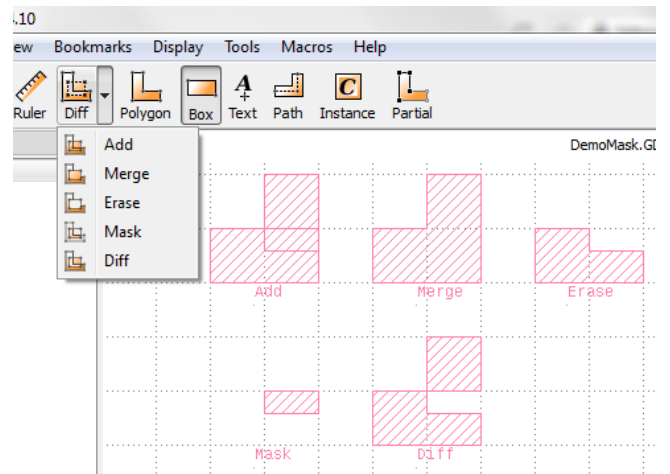 .10
ew Bookmarks Display Tools Macros Help
Ruler Diff Polygon Box Text Path Instance Partial
DemoMask.GD
Add
Merge
Erase
Mask
Diff
Add Merge Erase
Mask Diff